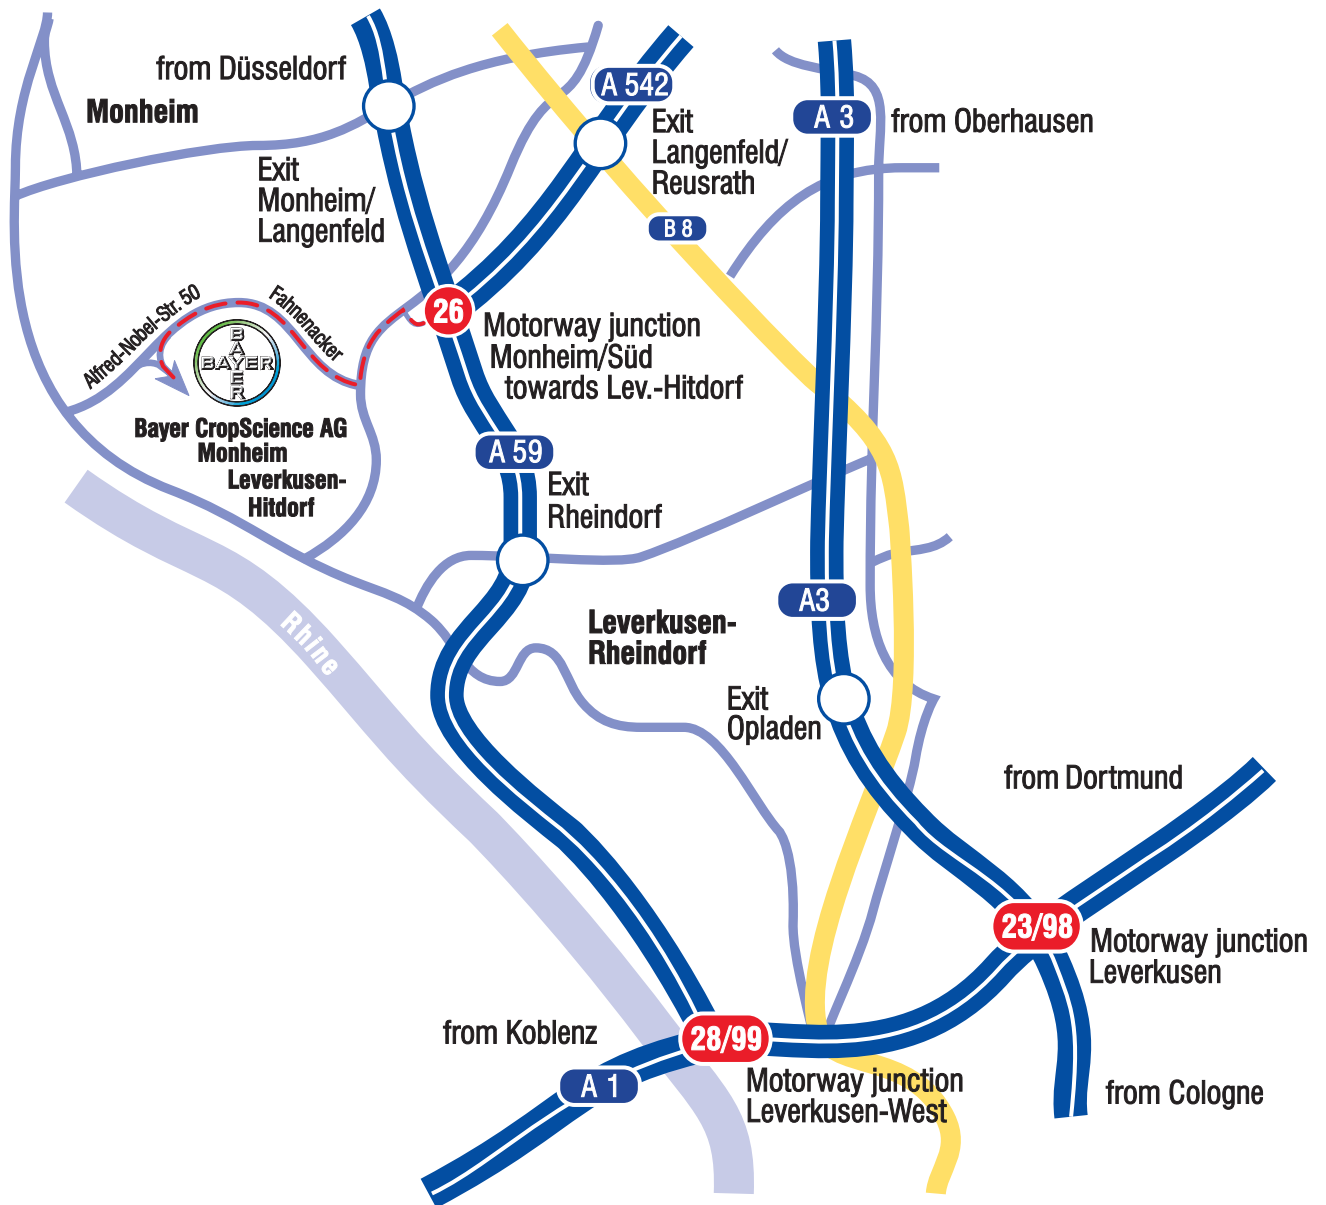 from Düsseldorf
Monheim
A 542
A 3
from Oberhausen
Exit
Langenfeld/
Reusrath
Exit
Monheim/
Langenfeld
B 8
Alfred-Nobel-Str. 50
Fahnenacker
26
BAYER
BAYER
Motorway junction
Monheim/Süd
towards Lev.-Hitdorf
Bayer CropScience AG
Monheim
Leverkusen-
Hitdorf
A 59
Exit
Rheindorf
A3
Rhine
Leverkusen-
Rheindorf
Exit
Opladen
from Dortmund
23/98
Motorway junction
Leverkusen
from Koblenz
28/99
A 1
Motorway junction
Leverkusen-West
from Cologne